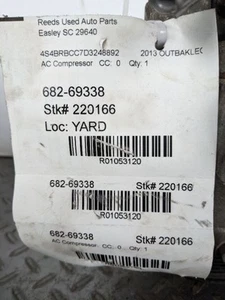 Reeds Used Auto Parts
Easley SC 29640
4S4BRBCC7D3248892 2013 OUTBAKLEG
AC Compressor CC: 0 Qty: 1
682-69338
Stk# 220166
Loc: YARD
R01053120
682-69338 Stk# 220166
R01053120
682-69338 Stk# 220166
AC Compressor CC: 0 Qty: 1